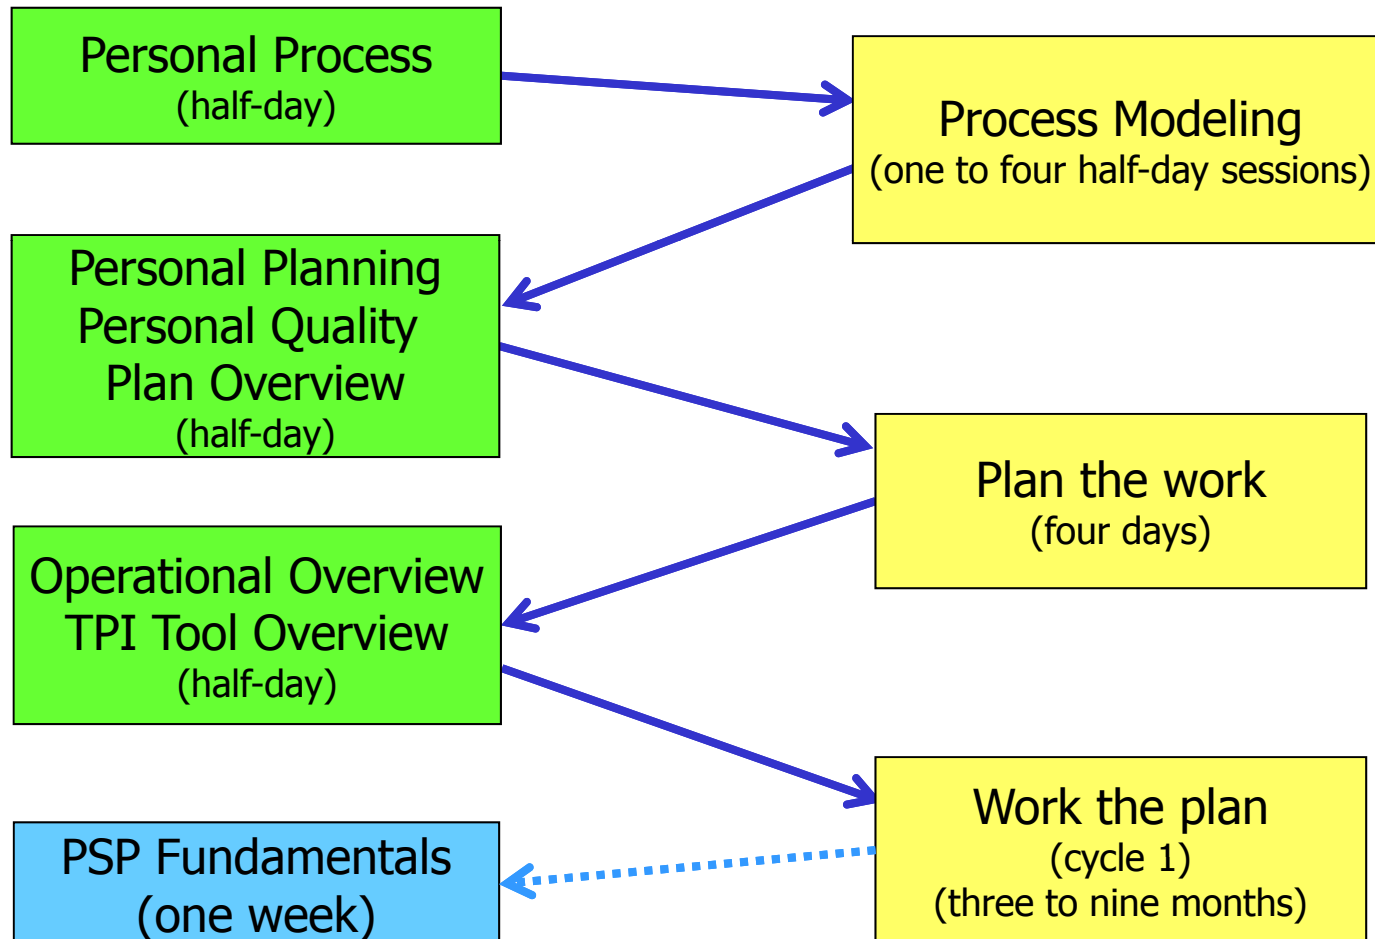 Personal Process
(half-day)
Process Modeling
(one to four half-day sessions)
Personal Planning
Personal Quality
Plan Overview
(half-day)
Plan the work
(four days)
Operational Overview
TPI Tool Overview
(half-day)
Work the plan
(cycle 1)
(three to nine months)
PSP Fundamentals
(one week)